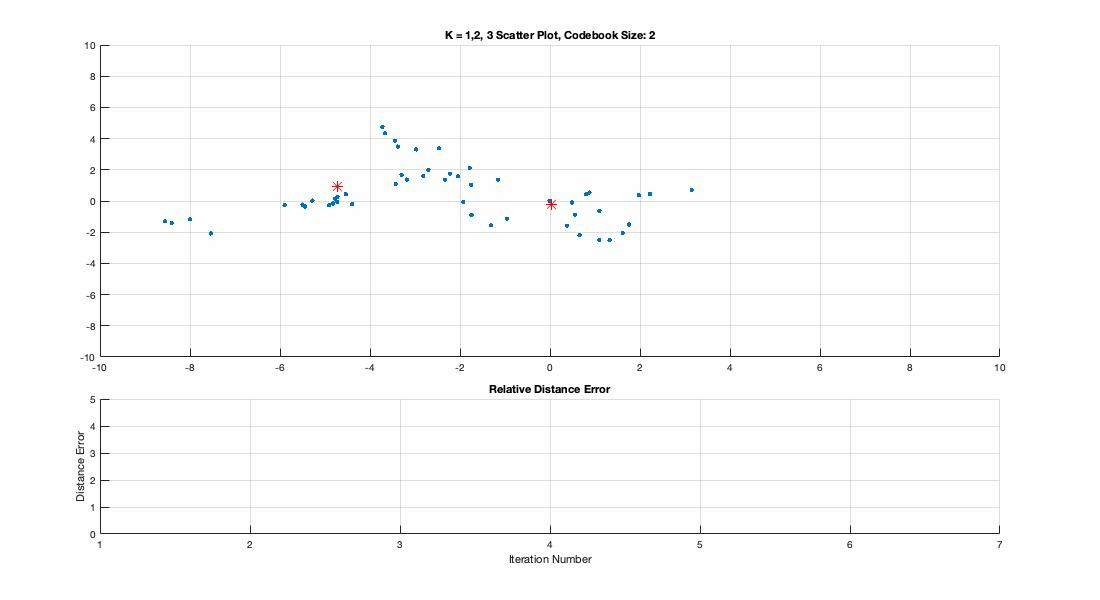 K = 1,2, 3 Scatter Plot, Codebook Size: 2
10
8
6
4
2
0
-2
-4
-6
-8
-10
-10 -8 -6 -4 -2 0 2 4 6 8 10
Relative Distance Error
Distance Error
5
4
3
2
1
0
1 2 3 4 5 6 7
Iteration Number